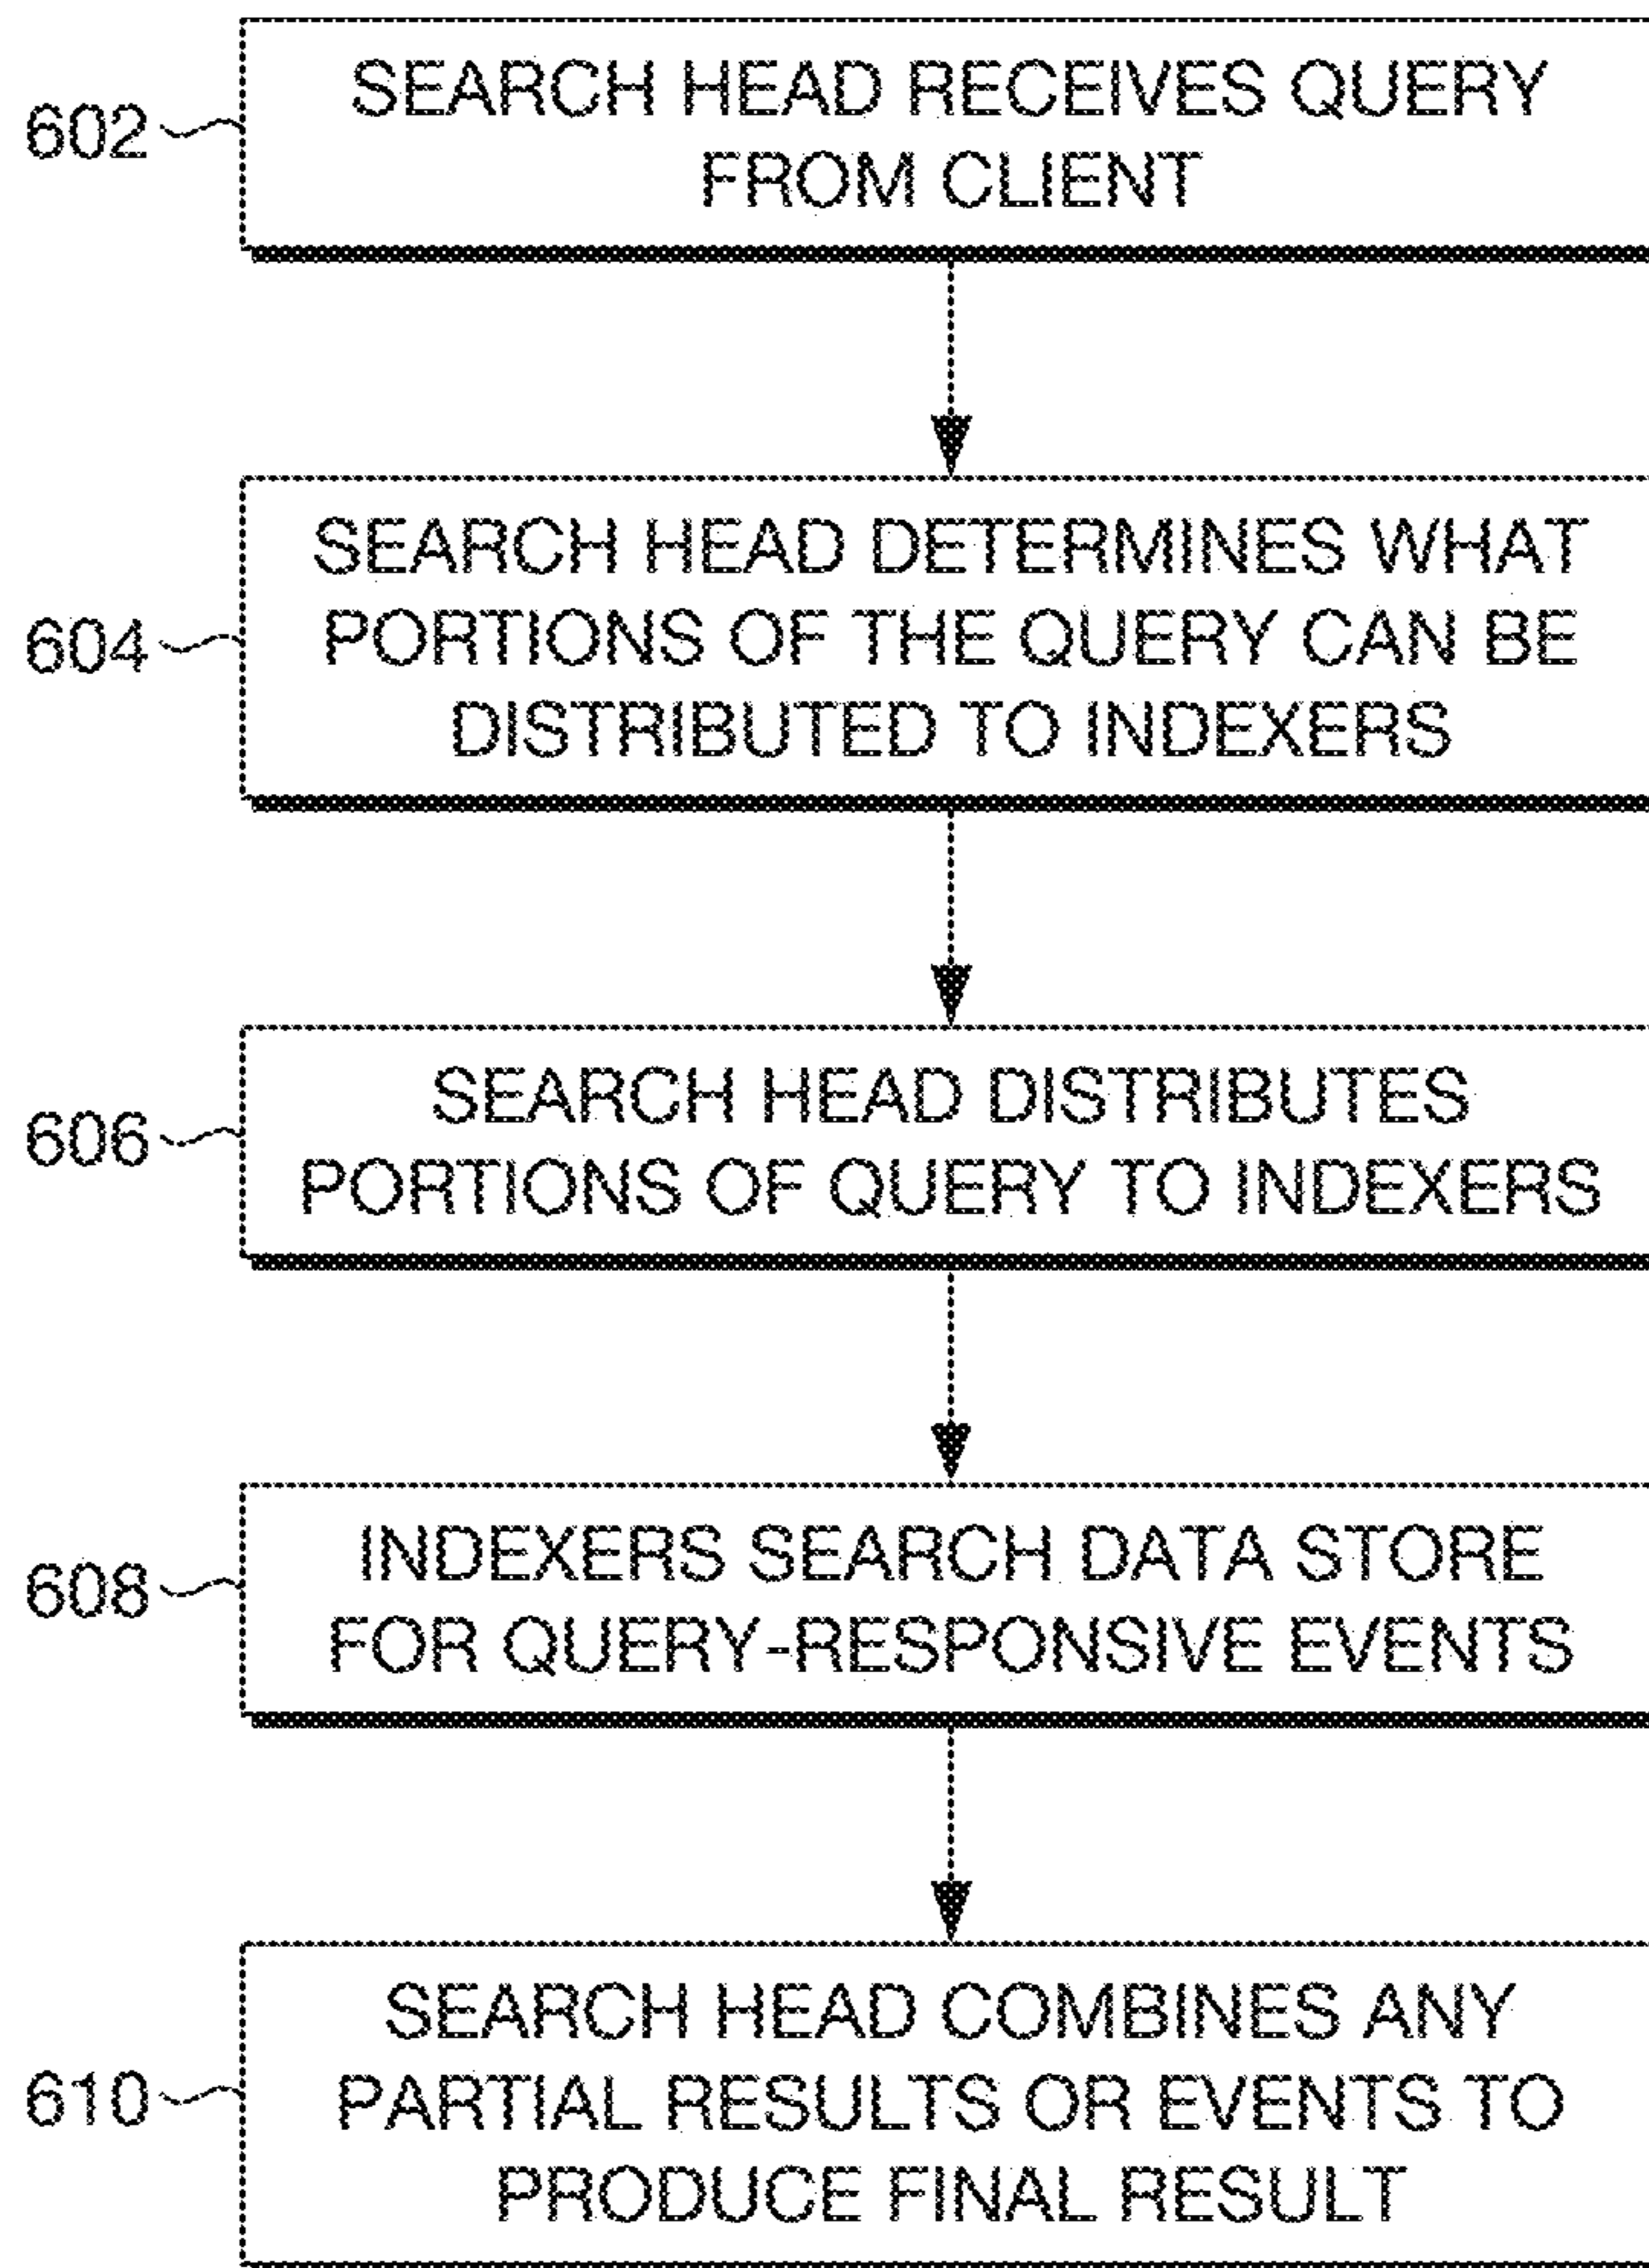 SEARCH HEAD RECEIVES QUERY
602
FROM CLIENT
SEARCH HEAD DETERMINES WHAT
604
PORTIONS OF THE QUERY CAN BE
DISTRIBUTED TO INDEXERS
SEARCH HEAD DISTRIBUTES
606
PORTIONS OF QUERY TO INDEXERS
INDEXERS SEARCH DATA STORE
608
FOR QUERY-RESPONSIVE EVENTS
SEARCH HEAD COMBINES ANY
610
PARTIAL RESULTS OR EVENTS TO
PRODUCE FINAL RESULT